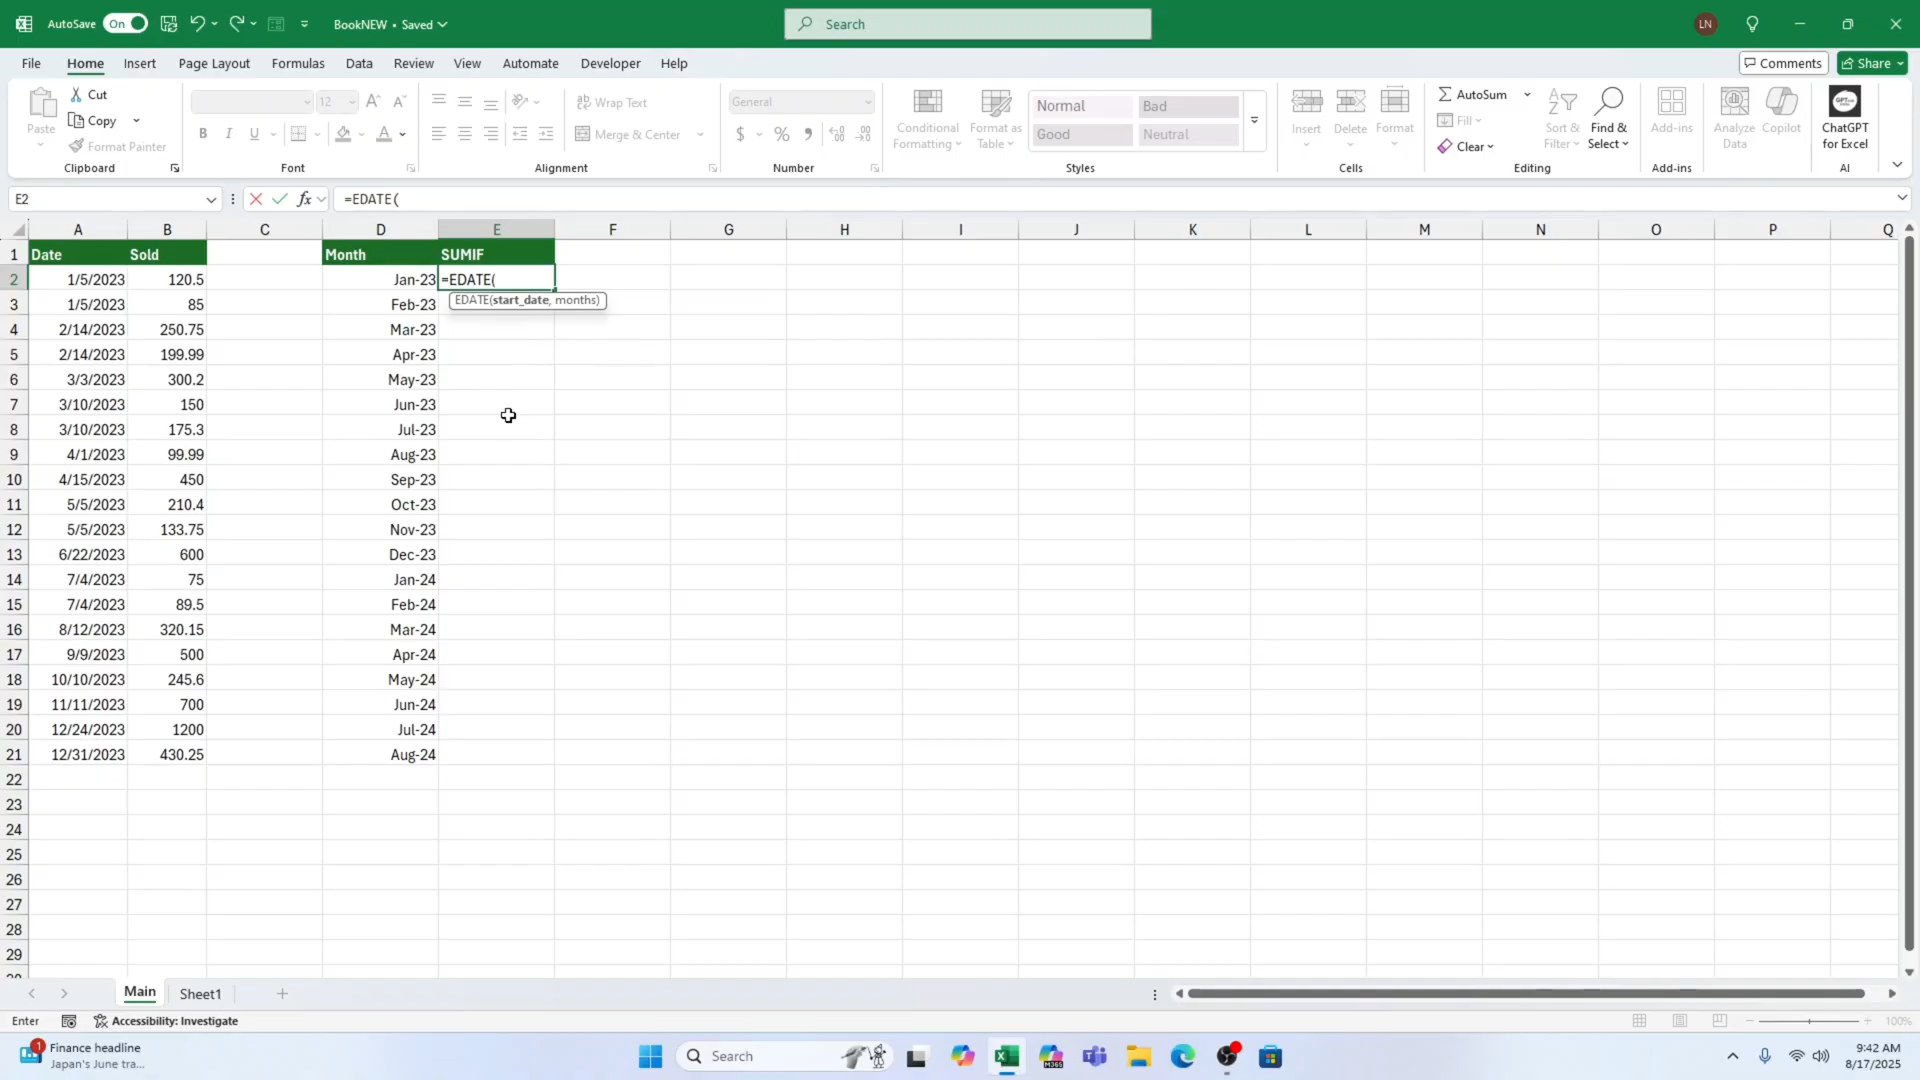 AutoSave On BookNEW • Saved Search LN
File Home Insert Page Layout Formulas Data Review View Automate Developer Help Comments Share
Paste Cut Copy Format Painter Clipboard
12 B I U Font
Wrap Text Merge & Center Alignment
General $ % Number
Conditional Formatting Format as Table Normal Bad Good Neutral Styles
Insert Delete Format Cells
AutoSum Fill Clear Sort & Filter Find & Select Editing
Add-ins Add-ins
Analyze Data Copilot
ChatGPT for Excel AI
E2 fx =EDATE(
A B C D E F G H I J K L M N O P Q
1 Date Sold Month SUMIF
2 1/5/2023 120.5 Jan-23 =EDATE(
EDATE(start_date, months)
3 1/5/2023 85 Feb-23
4 2/14/2023 250.75 Mar-23
5 2/14/2023 199.99 Apr-23
6 3/3/2023 300.2 May-23
7 3/10/2023 150 Jun-23
8 3/10/2023 175.3 Jul-23
9 4/1/2023 99.99 Aug-23
10 4/15/2023 450 Sep-23
11 5/5/2023 210.4 Oct-23
12 5/5/2023 133.75 Nov-23
13 6/22/2023 600 Dec-23
14 7/4/2023 75 Jan-24
15 7/4/2023 89.5 Feb-24
16 8/12/2023 320.15 Mar-24
17 9/9/2023 500 Apr-24
18 10/10/2023 245.6 May-24
19 11/11/2023 700 Jun-24
20 12/24/2023 1200 Jul-24
21 12/31/2023 430.25 Aug-24
22
23
24
25
26
27
28
29
Main Sheet1
Enter Accessibility: Investigate 100%
1 Finance headline
Japan's June tra...
Search
M365
9:42 AM
8/17/2025